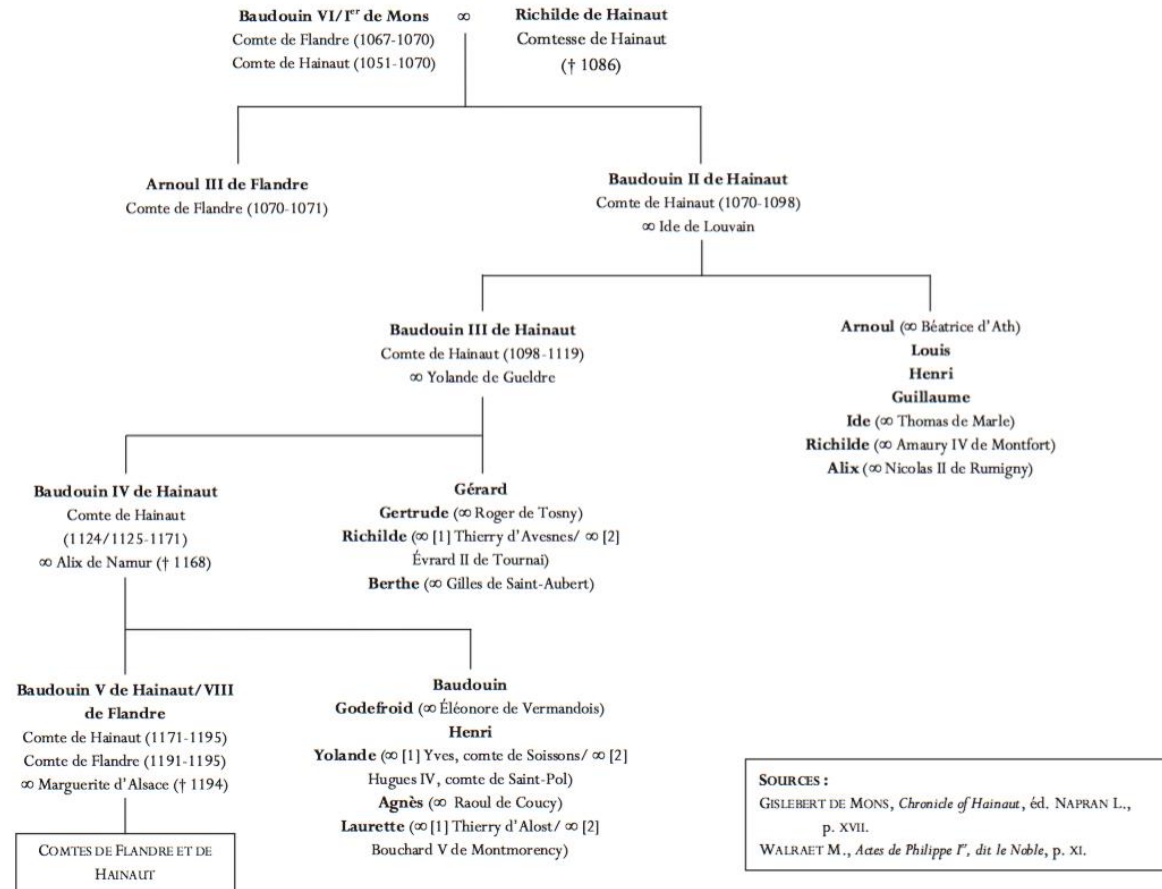 Baudouin VI/Iᵉʳ de Mons ∞ Richilde de Hainaut
Comte de Flandre (1067-1070)
Comte de Hainaut (1051-1070)
Comtesse de Hainaut
(† 1086)
Arnoul III de Flandre
Comte de Flandre (1070-1071)
Baudouin II de Hainaut
Comte de Hainaut (1070-1098)
∞ Ide de Louvain
Baudouin III de Hainaut
Comte de Hainaut (1098-1119)
∞ Yolande de Gueldre
Arnoul (∞ Béatrice d'Ath)
Louis
Henri
Guillaume
Ide (∞ Thomas de Marle)
Richilde (∞ Amaury IV de Montfort)
Alix (∞ Nicolas II de Rumigny)
Baudouin IV de Hainaut
Comte de Hainaut
(1124/1125-1171)
∞ Alix de Namur († 1168)
Gérard
Gertrude (∞ Roger de Tosny)
Richilde (∞ [1] Thierry d'Avesnes/ ∞ [2]
Évrard II de Tournai)
Berthe (∞ Gilles de Saint-Aubert)
Baudouin V de Hainaut/VIII
de Flandre
Comte de Hainaut (1171-1195)
Comte de Flandre (1191-1195)
∞ Marguerite d'Alsace († 1194)
Baudouin
Godefroid (∞ Éléonore de Vermandois)
Henri
Yolande (∞ [1] Yves, comte de Soissons/ ∞ [2]
Hugues IV, comte de Saint-Pol)
Agnès (∞ Raoul de Coucy)
Laurette (∞ [1] Thierry d'Alost/ ∞ [2]
Bouchard V de Montmorency)
COMTES DE FLANDRE ET DE
HAINAUT
SOURCES :
GISLEBERT DE MONS, Chronicle of Hainaut, éd. NAPRAN L.,
p. XVII.
WALRAET M., Actes de Philippe Iᵉʳ, dit le Noble, p. XI.